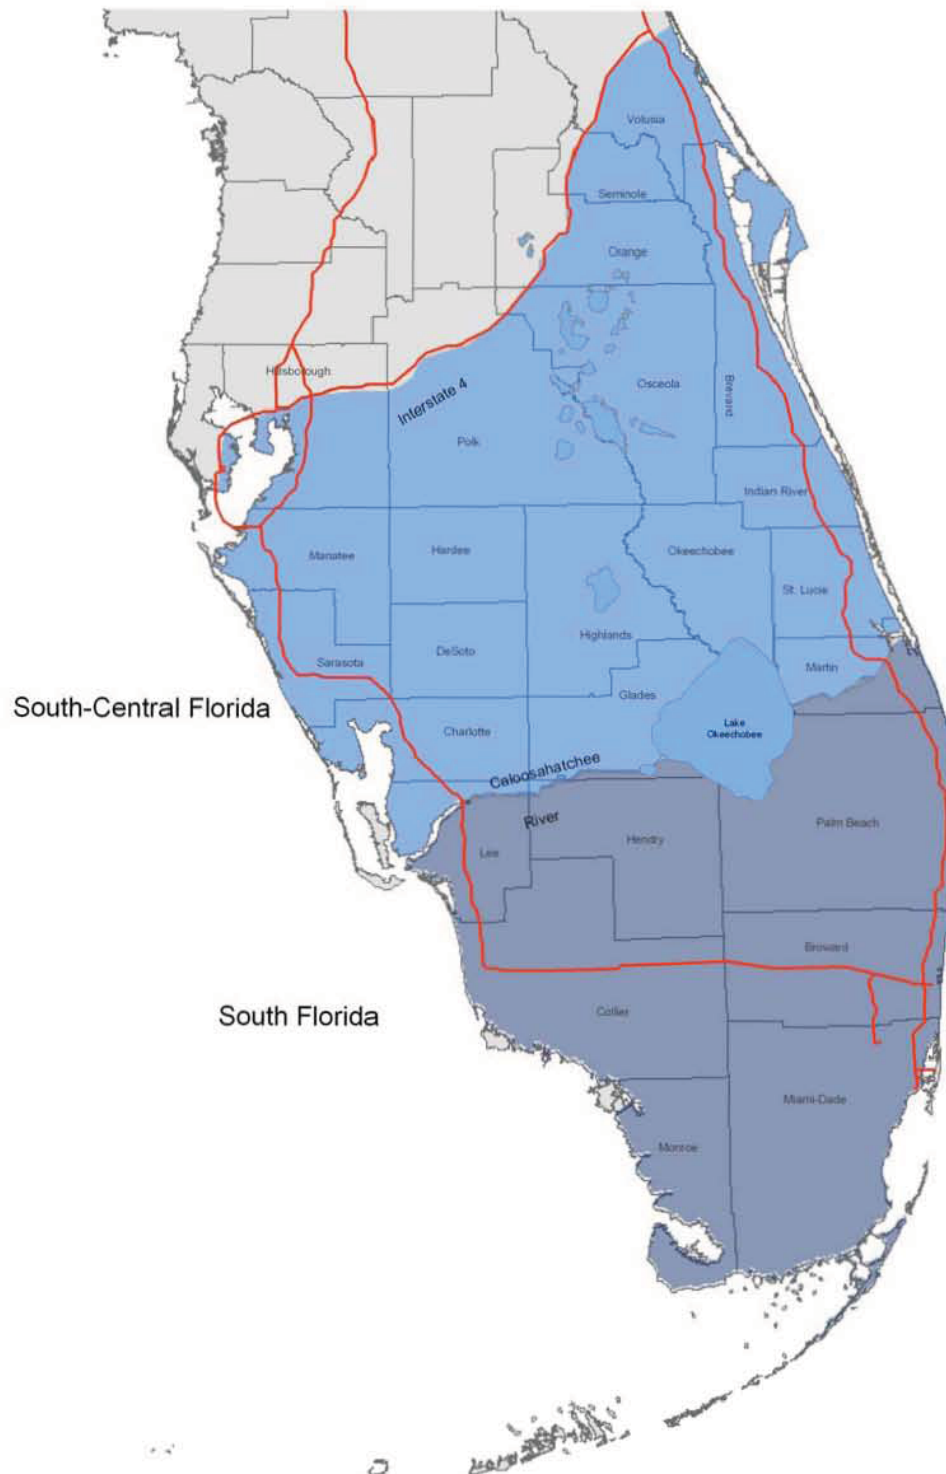 Volusia
Seminole
Orange
Hillsborough
Interstate 4
Osceola
Brevard
Polk
Indian River
Manatee
Hardee
Okeechobee
St. Lucie
Highlands
DeSoto
Sarasota
Martin
Glades
South-Central Florida
Charlotte
Lake
Okeechobee
Caloosahatchee
River
Palm Beach
Hendry
Lee
Broward
South Florida
Collier
Miami-Dade
Monroe